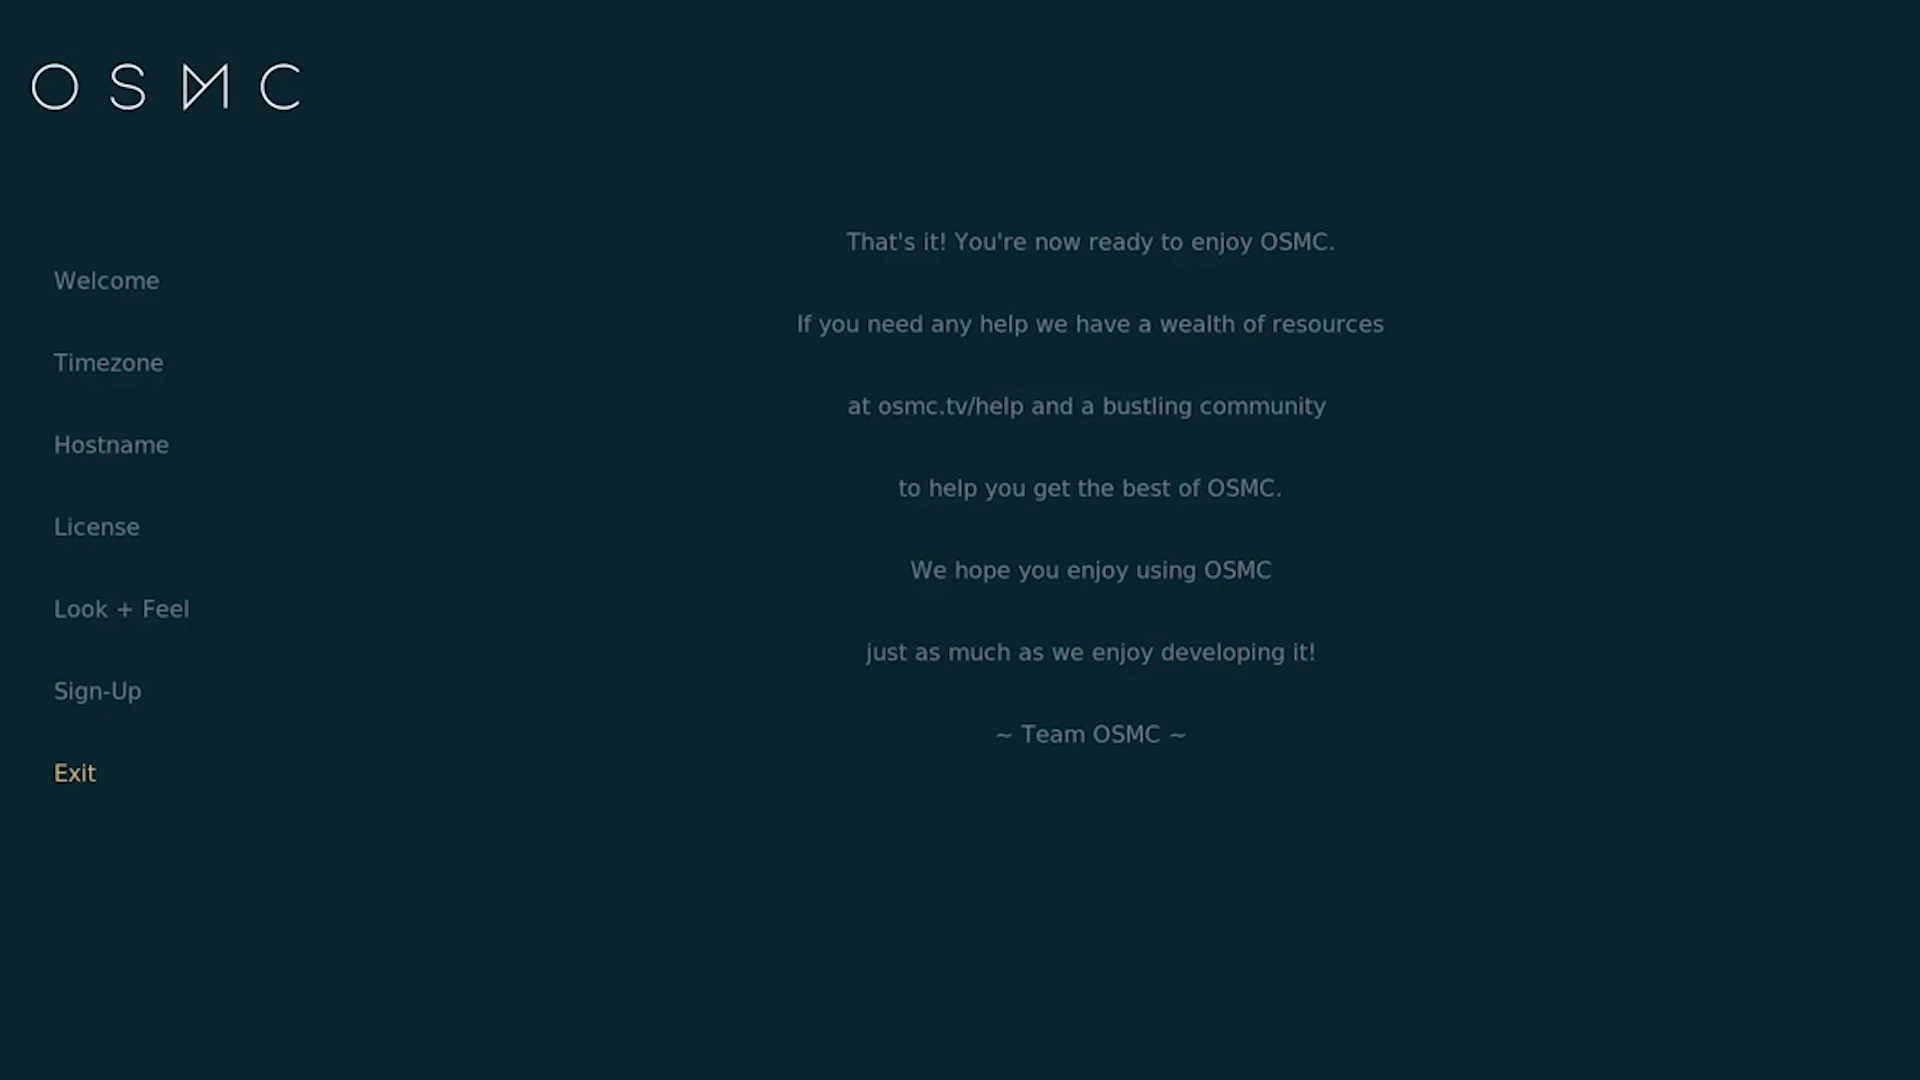 OSMC
Welcome
Timezone
Hostname
License
Look + Feel
Sign-Up
Exit
That's it! You're now ready to enjoy OSMC.
If you need any help we have a wealth of resources
at osmc.tv/help and a bustling community
to help you get the best of OSMC.
We hope you enjoy using OSMC
just as much as we enjoy developing it!
~ Team OSMC ~